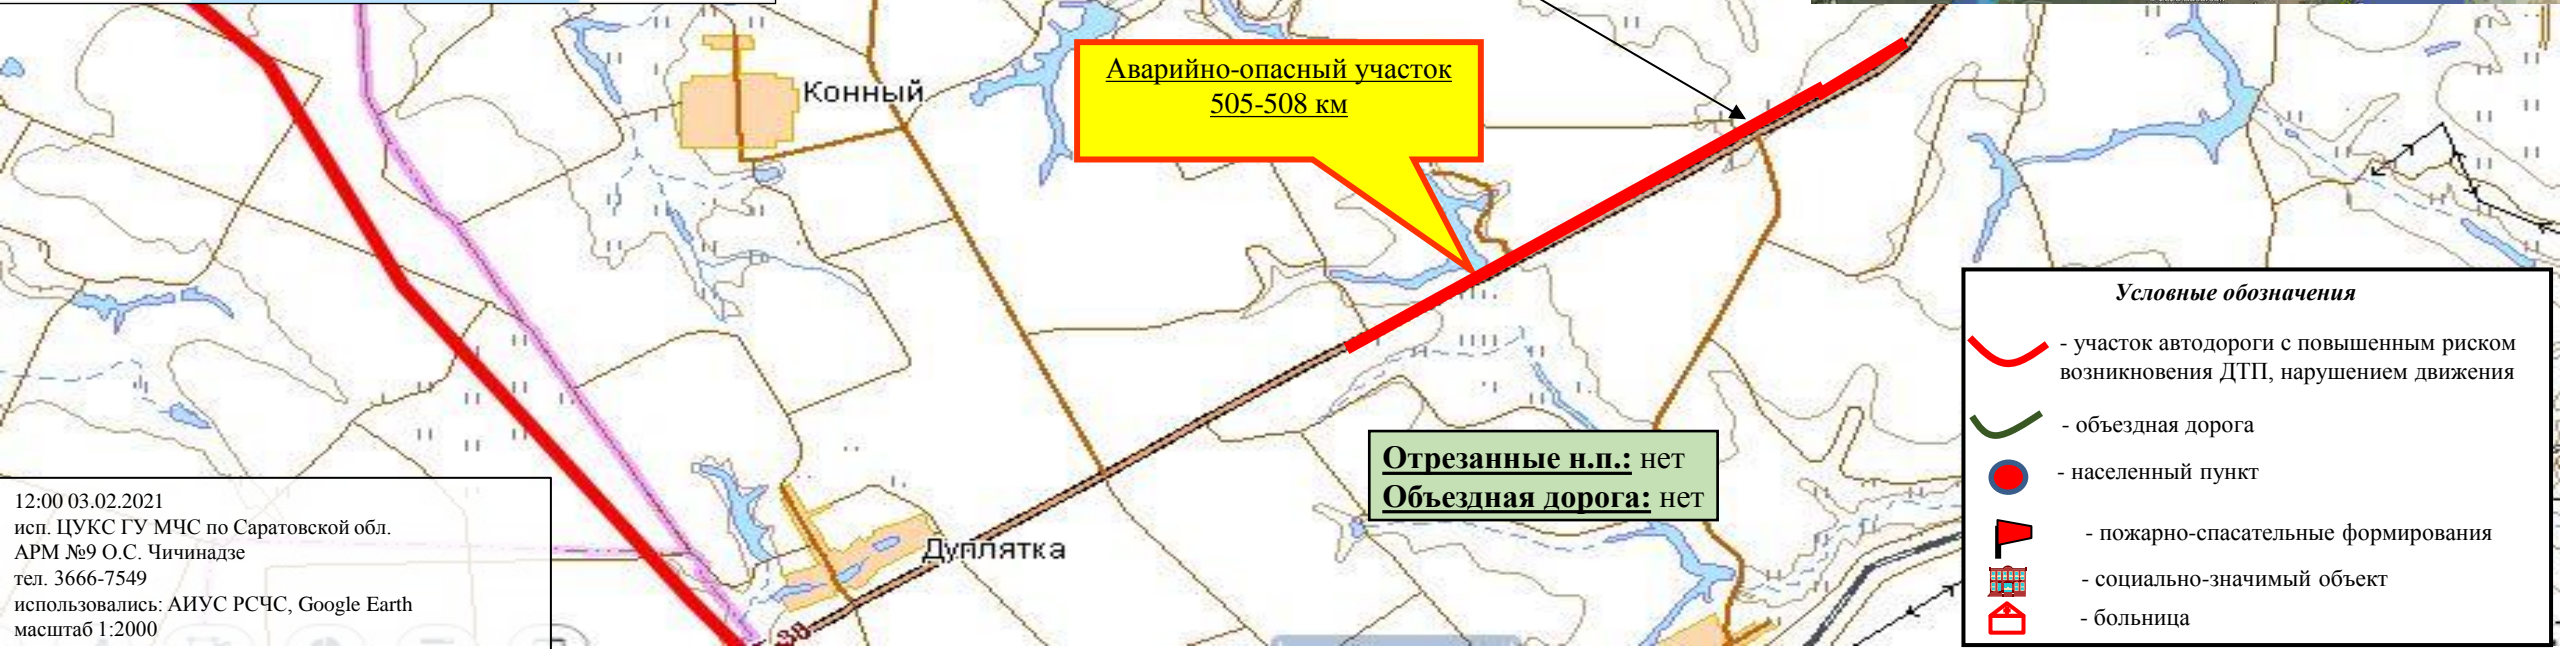 Аварийно-опасный участок
505-508 км
Конный
Условные обозначения
- участок автодороги с повышенным риском
возникновения ДТП, нарушением движения
- объездная дорога
- населенный пункт
- пожарно-спасательные формирования
- социально-значимый объект
- больница
Отрезанные н.п.: нет
Объездная дорога: нет
Дуплятка
12:00 03.02.2021
исп. ЦУКС ГУ МЧС по Саратовской обл.
АРМ №9 О.С. Чичинадзе
тел. 3666-7549
использовались: АИУС РСЧС, Google Earth
масштаб 1:2000